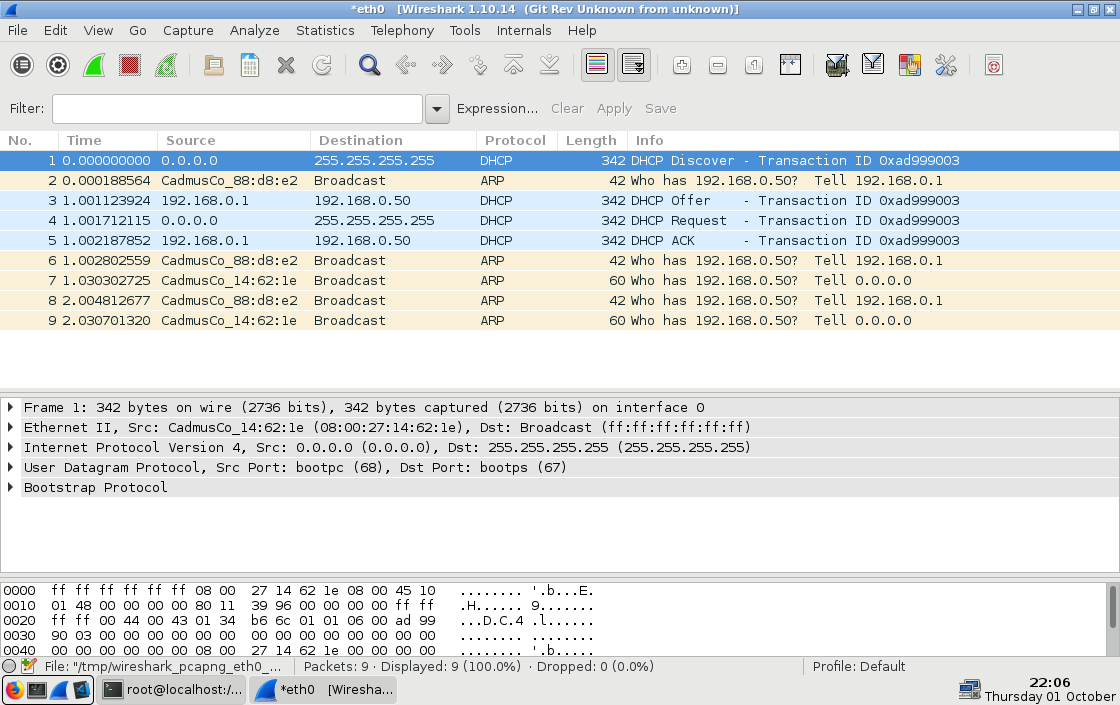 *eth0 [Wireshark 1.10.14 (Git Rev Unknown from unknown)]
File Edit View Go Capture Analyze Statistics Telephony Tools Internals Help
Filter: Expression... Clear Apply Save
No. Time Source Destination Protocol Length Info
1 0.000000000 0.0.0.0 255.255.255.255 DHCP 342 DHCP Discover - Transaction ID 0xad999003
2 0.000188564 CadmusCo_88:d8:e2 Broadcast ARP 42 Who has 192.168.0.50? Tell 192.168.0.1
3 1.001123924 192.168.0.1 192.168.0.50 DHCP 342 DHCP Offer - Transaction ID 0xad999003
4 1.001712115 0.0.0.0 255.255.255.255 DHCP 342 DHCP Request - Transaction ID 0xad999003
5 1.002187852 192.168.0.1 192.168.0.50 DHCP 342 DHCP ACK - Transaction ID 0xad999003
6 1.002802559 CadmusCo_88:d8:e2 Broadcast ARP 42 Who has 192.168.0.50? Tell 192.168.0.1
7 1.030302725 CadmusCo_14:62:1e Broadcast ARP 60 Who has 192.168.0.50? Tell 0.0.0.0
8 2.004812677 CadmusCo_88:d8:e2 Broadcast ARP 42 Who has 192.168.0.50? Tell 192.168.0.1
9 2.030701320 CadmusCo_14:62:1e Broadcast ARP 60 Who has 192.168.0.50? Tell 0.0.0.0
Frame 1: 342 bytes on wire (2736 bits), 342 bytes captured (2736 bits) on interface 0
Ethernet II, Src: CadmusCo_14:62:1e (08:00:27:14:62:1e), Dst: Broadcast (ff:ff:ff:ff:ff:ff)
Internet Protocol Version 4, Src: 0.0.0.0 (0.0.0.0), Dst: 255.255.255.255 (255.255.255.255)
User Datagram Protocol, Src Port: bootpc (68), Dst Port: bootps (67)
Bootstrap Protocol
0000 ff ff ff ff ff ff 08 00 27 14 62 1e 08 00 45 10 ........ '.b...E.
0010 01 48 00 00 00 00 80 11 39 96 00 00 00 00 ff ff .H...... 9.......
0020 ff ff 00 44 00 43 01 34 b6 6c 01 01 06 00 ad 99 ...D.C.4 .l......
0030 90 03 00 00 00 00 00 00 00 00 00 00 00 00 00 00 ........ ........
0040 00 00 00 00 00 00 08 00 27 14 62 1e 00 00 00 00 ........ '.b.....
File: "/tmp/wireshark_pcapng_eth0_... Packets: 9 · Displayed: 9 (100.0%) · Dropped: 0 (0.0%) Profile: Default
root@localhost:/... *eth0 [Wiresha... 22:06
Thursday 01 October